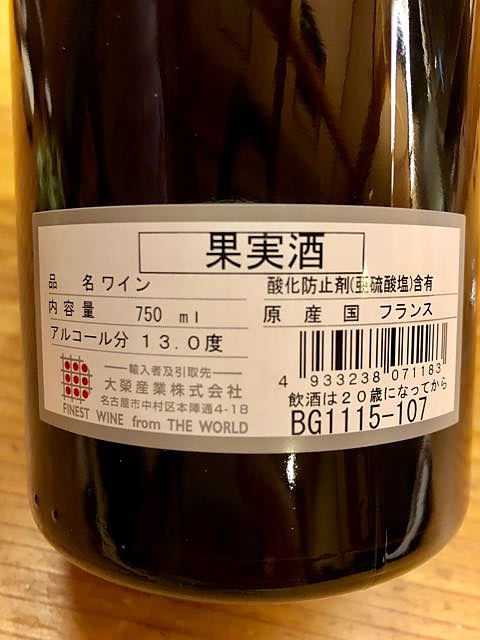 果実酒
品 名 ワイン
酸化防止剤(亜硫酸塩)含有
内容量 750 ml
原産国 フランス
アルコール分 13.0度
4 933238 071183
輸入者及引取先
大榮産業株式会社
名古屋市中村区本陣通4-18
FINEST WINE from THE WORLD
飲酒は20歳になってから
BG1115-107